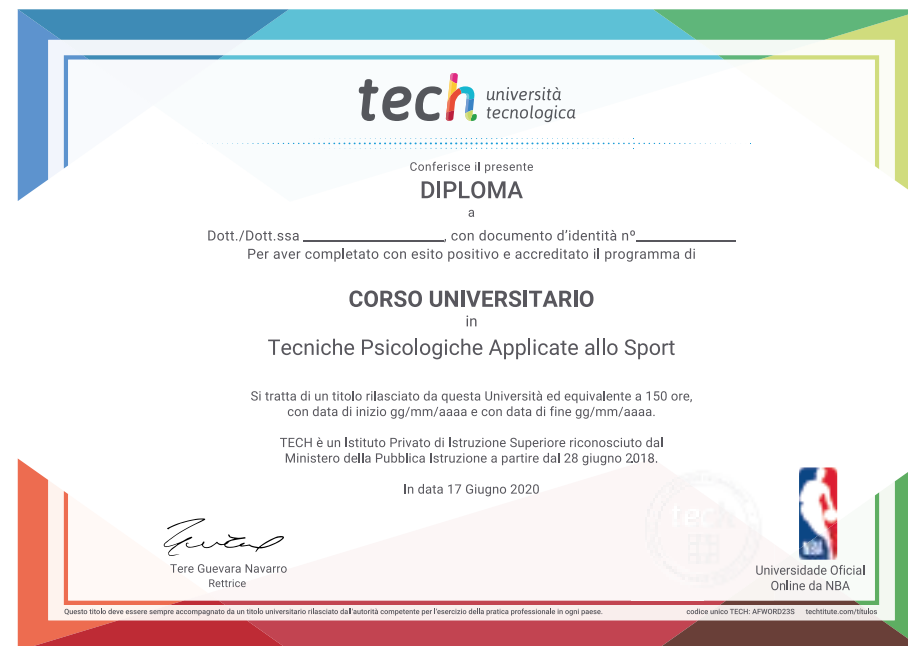 tech università
tecnologica
Conferisce il presente
DIPLOMA
a
Dott./Dott.ssa ____________, con documento d'identità nº____________
Per aver completato con esito positivo e accreditato il programma di
CORSO UNIVERSITARIO
in
Tecniche Psicologiche Applicate allo Sport
Si tratta di un titolo rilasciato da questa Università ed equivalente a 150 ore,
con data di inizio gg/mm/aaaa e con data di fine gg/mm/aaaa.
TECH è un Istituto Privato di Istruzione Superiore riconosciuto dal
Ministero della Pubblica Istruzione a partire dal 28 giugno 2018.
In data 17 Giugno 2020
tech
NBA
Tere Guevara Navarro
Rettrice
Universidade Oficial
Online da NBA
Questo titolo deve essere sempre accompagnato da un titolo universitario rilasciato dall'autorità competente per l'esercizio della pratica professionale in ogni paese. codice unico TECH: AFWORD23S techtitute.com/títulos